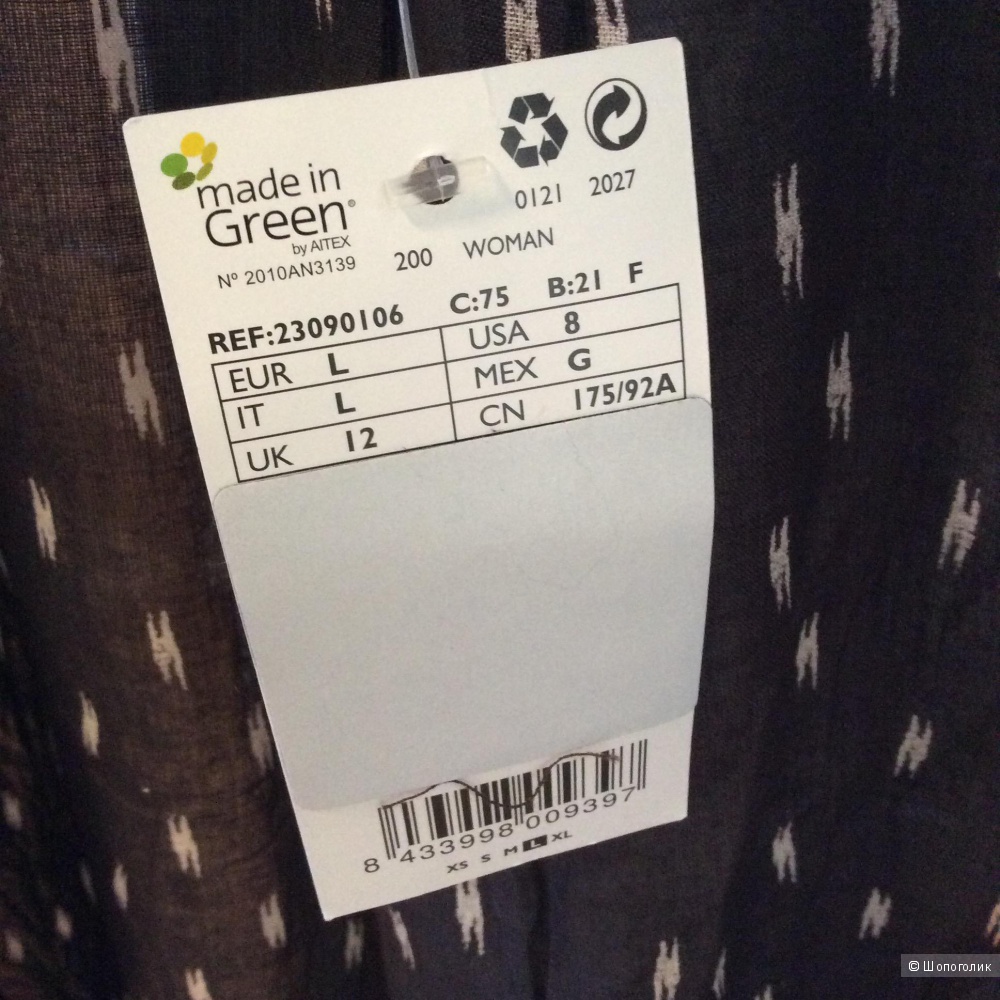 made in
Green®
by AITEX
Nº 2010AN3139
0121 2027
200 WOMAN
REF:23090106 C:75 B:21 F
EUR L USA 8
IT L MEX G
UK 12 CN 175/92A
8 433998 009397
XS S M L XL
© Шопоголик